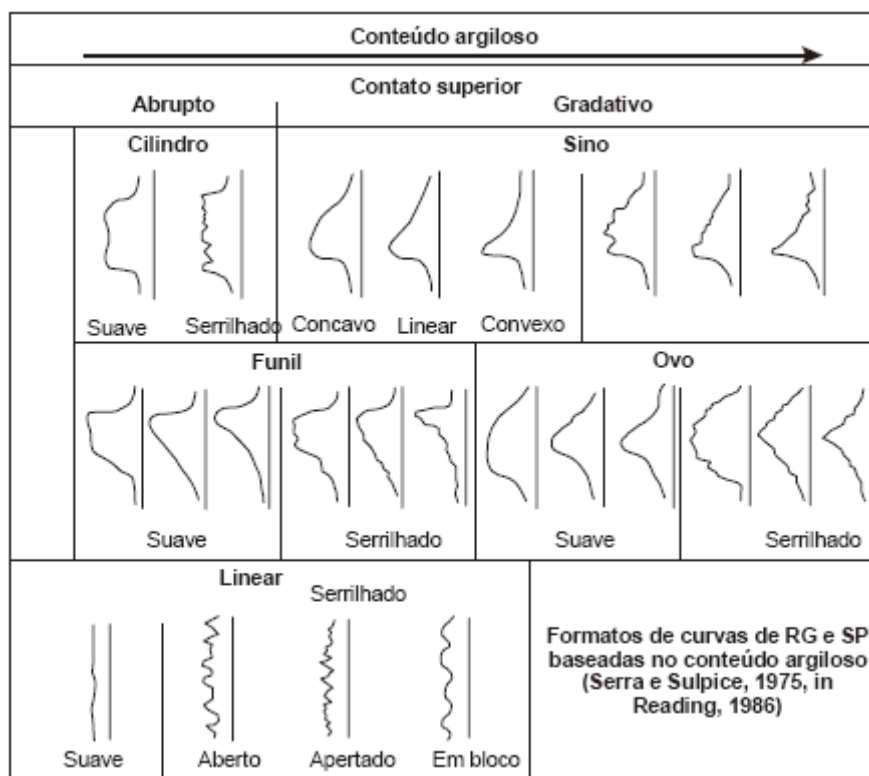 Conteúdo argiloso
Contato superior
Abrupto Gradativo
Cilindro Sino
Suave Serrilhado Concavo Linear Convexo
Funil Ovo
Suave Serrilhado Suave Serrilhado
Linear
Serrilhado
Suave Aberto Apertado Em bloco
Formatos de curvas de RG e SP
baseadas no conteúdo argiloso
(Serra e Sulpice, 1975, in
Reading, 1986)